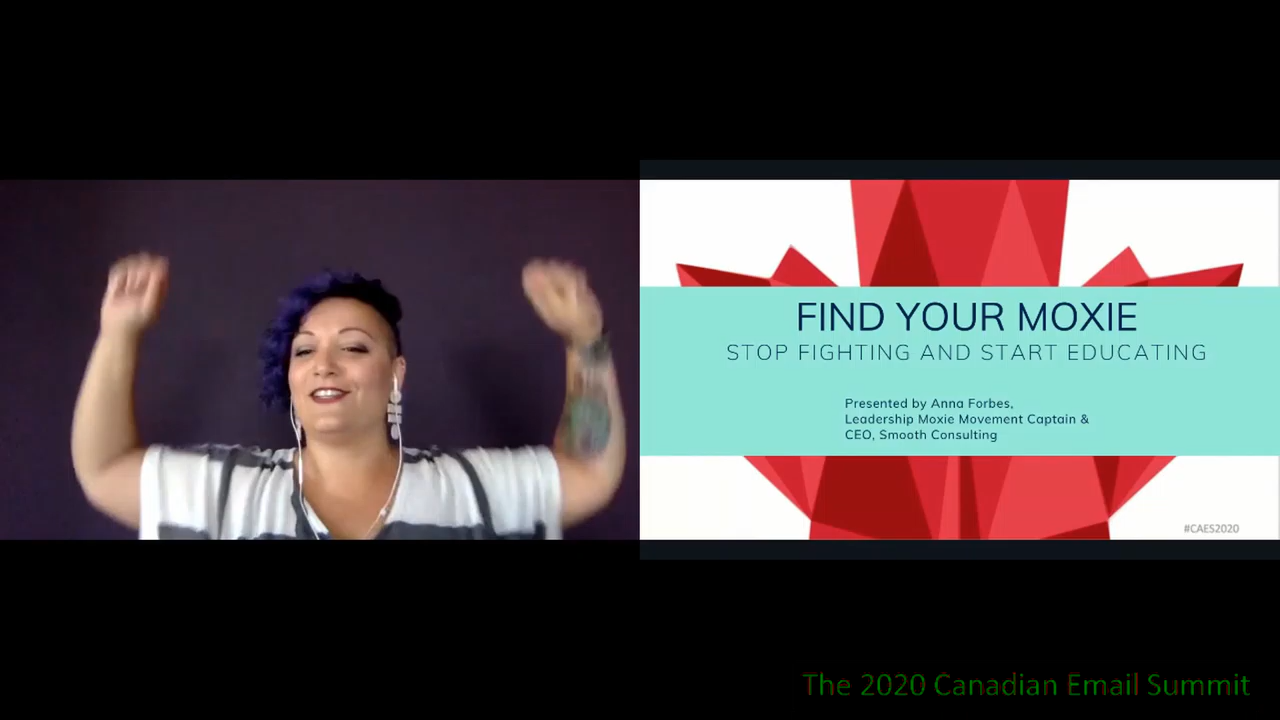 FIND YOUR MOXIE
STOP FIGHTING AND START EDUCATING
Presented by Anna Forbes,
Leadership Moxie Movement Captain &
CEO, Smooth Consulting
#CAES2020
The 2020 Canadian Email Summit